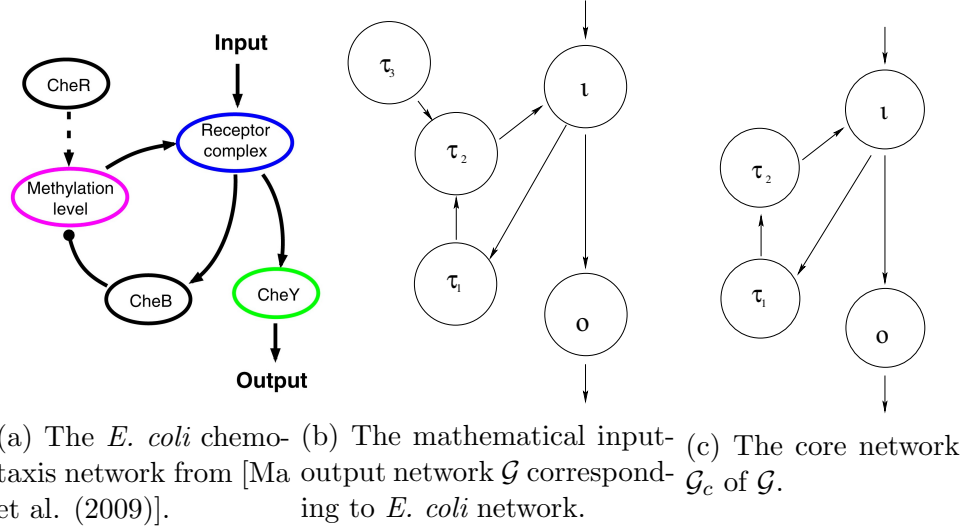 Input
CheR
Receptor
complex
Methylation
level
CheB
CheY
Output
τ3
ι
τ2
τ1
o
ι
τ2
τ1
o
(a) The E. coli chemo-
taxis network from [Ma
et al. (2009)].
(b) The mathematical input-
output network G correspond-
ing to E. coli network.
(c) The core network
Gc of G.